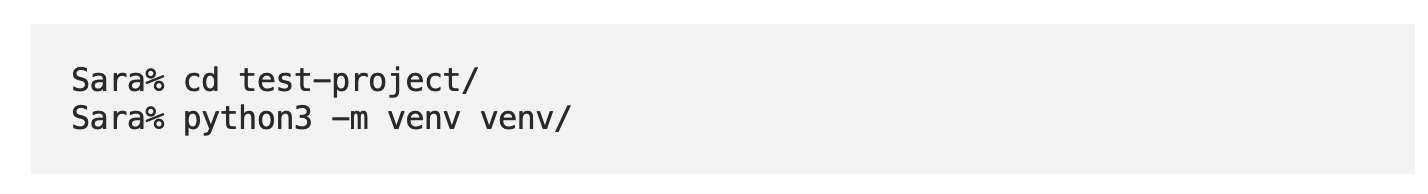 Sara% cd test-project/
Sara% python3 -m venv venv/